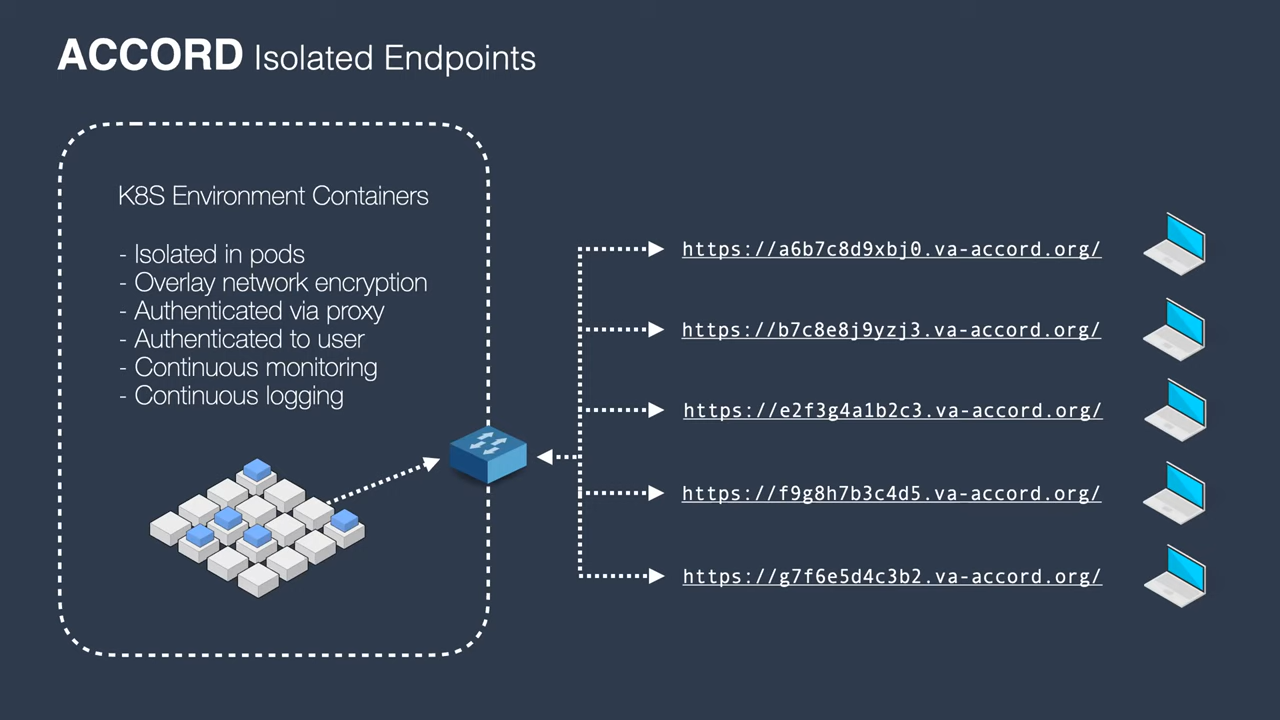 ACCORD Isolated Endpoints
K8S Environment Containers
- Isolated in pods
- Overlay network encryption
- Authenticated via proxy
- Authenticated to user
- Continuous monitoring
- Continuous logging
https://a6b7c8d9xbj0.va-accord.org/
https://b7c8e8j9yzj3.va-accord.org/
https://e2f3g4a1b2c3.va-accord.org/
https://f9g8h7b3c4d5.va-accord.org/
https://g7f6e5d4c3b2.va-accord.org/